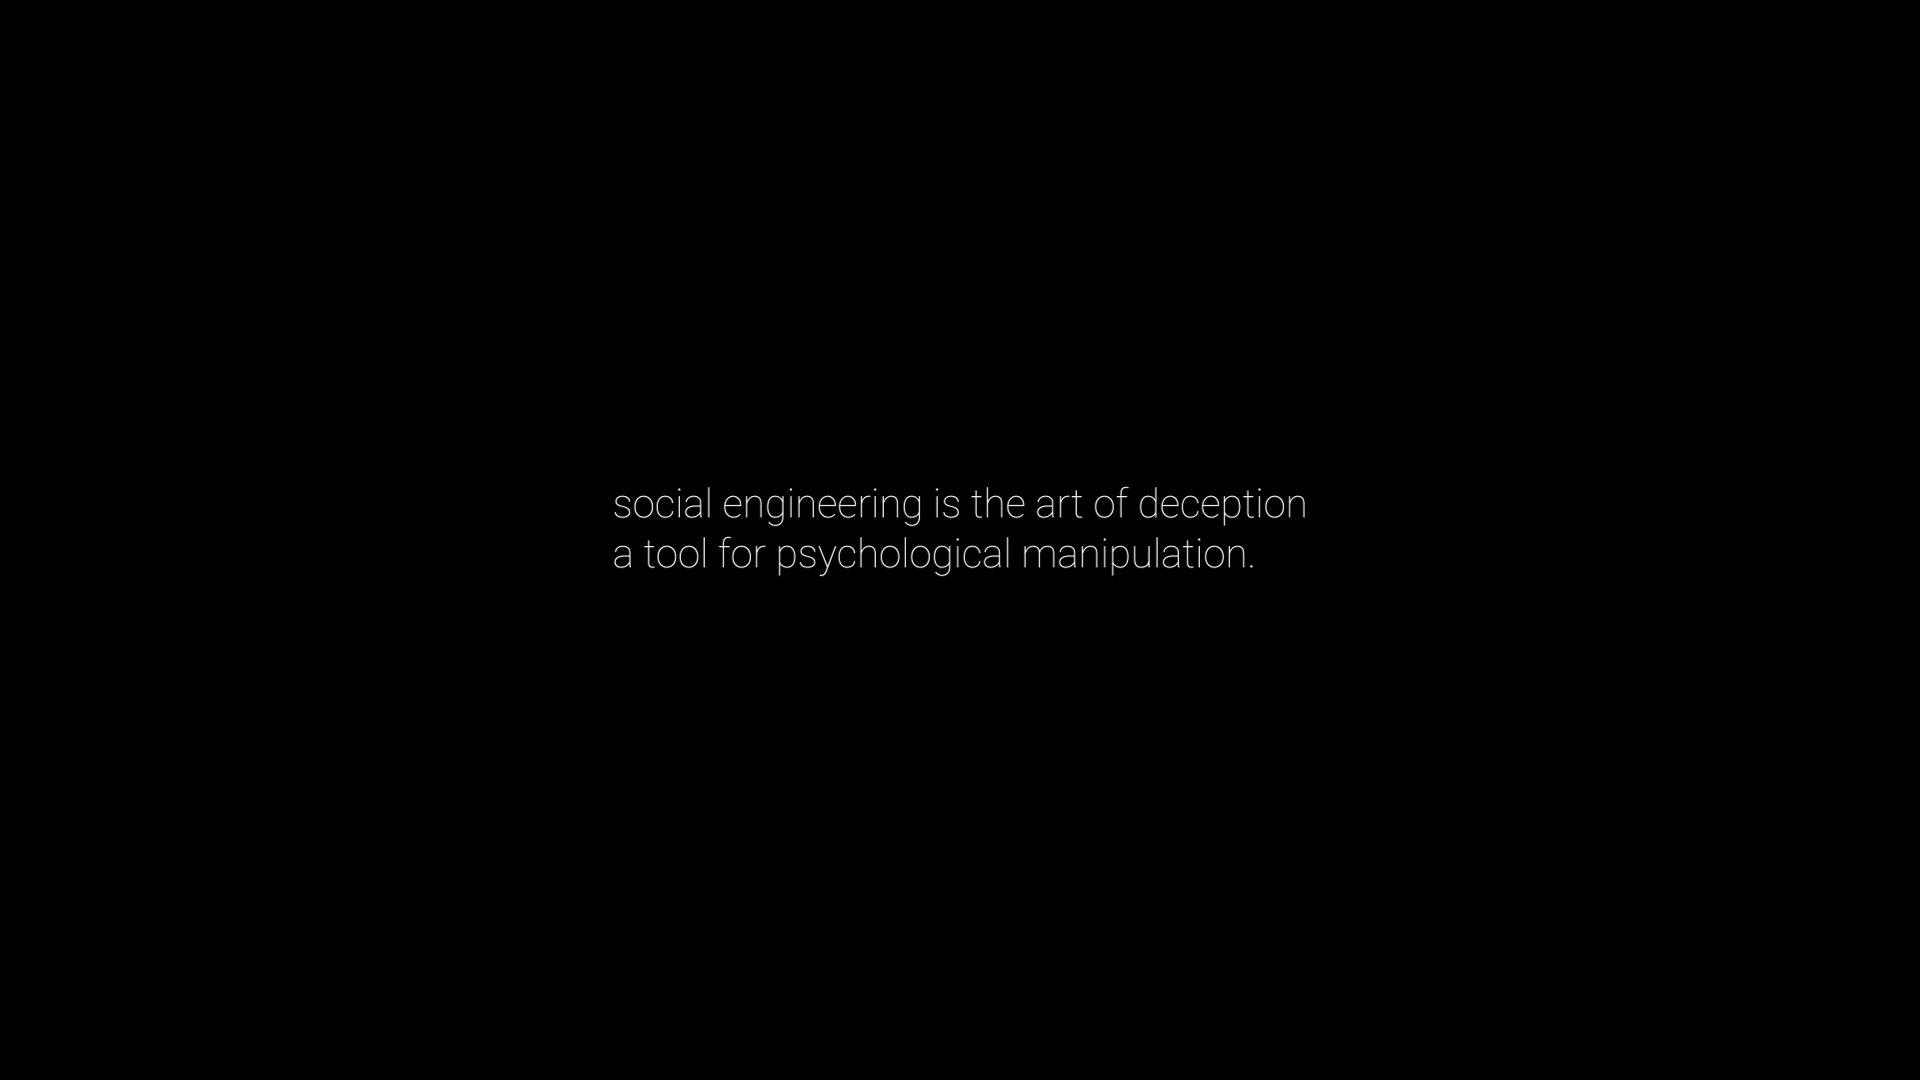 social engineering is the art of deception
a tool for psychological manipulation.